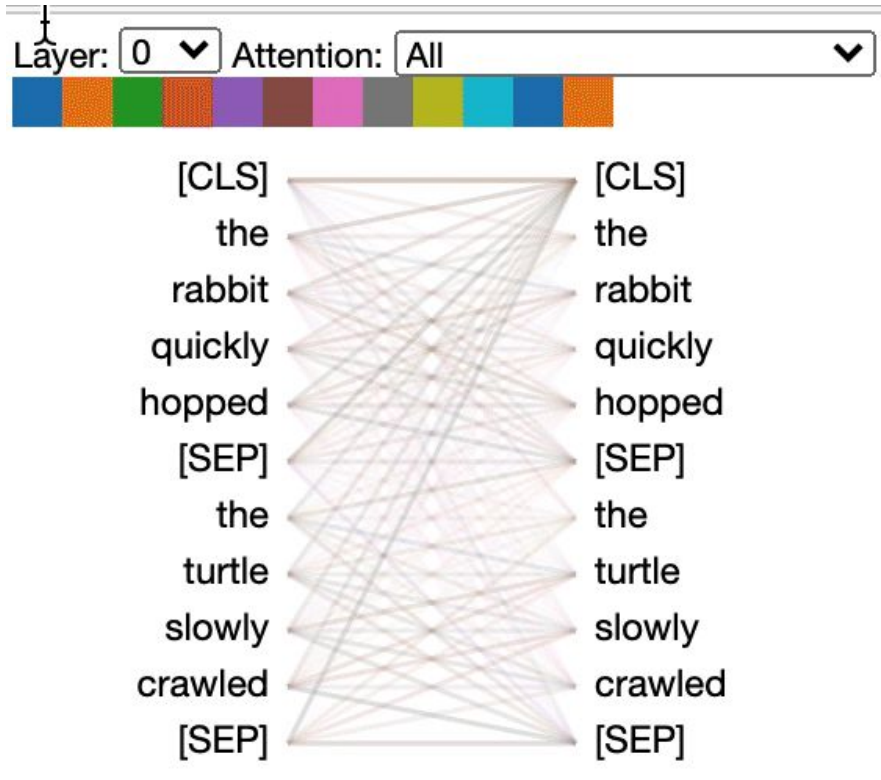 Layer: 0 Attention: All
[CLS] [CLS]
the the
rabbit rabbit
quickly quickly
hopped hopped
[SEP] [SEP]
the the
turtle turtle
slowly slowly
crawled crawled
[SEP] [SEP]